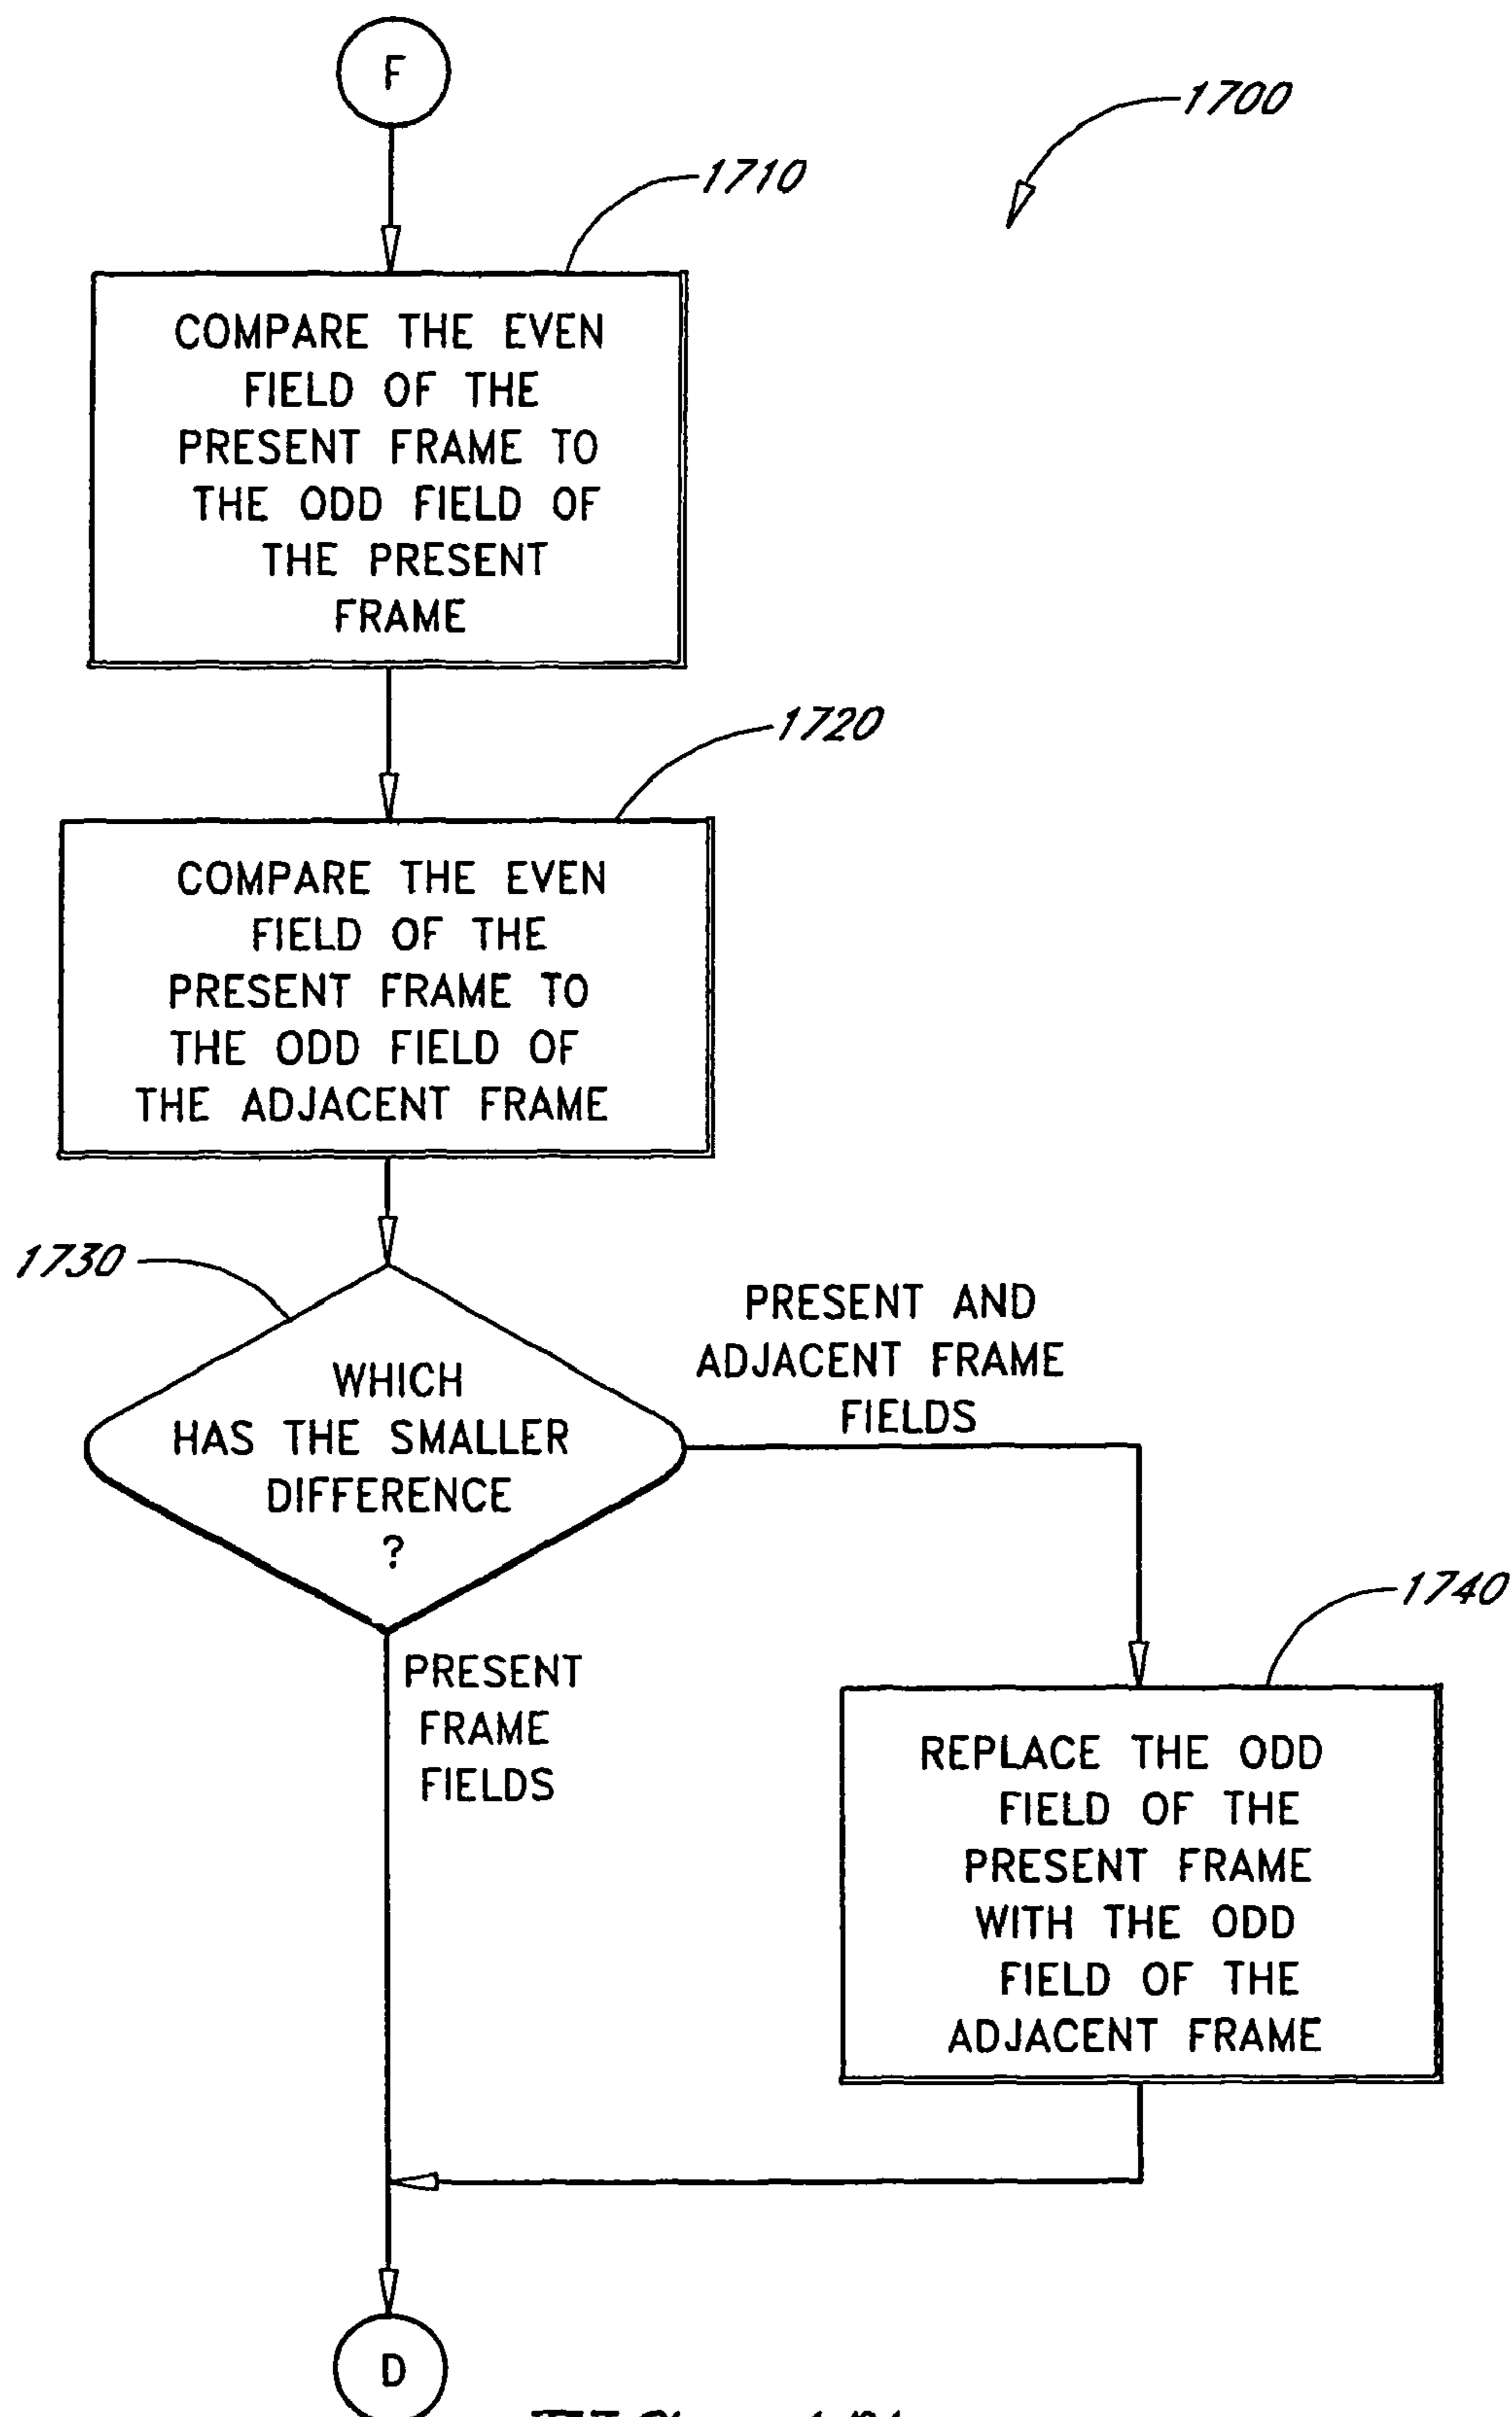 F
1700
1710
COMPARE THE EVEN
FIELD OF THE
PRESENT FRAME TO
THE ODD FIELD OF
THE PRESENT
FRAME
1720
COMPARE THE EVEN
FIELD OF THE
PRESENT FRAME TO
THE ODD FIELD OF
THE ADJACENT FRAME
1730
WHICH
HAS THE SMALLER
DIFFERENCE
?
PRESENT AND
ADJACENT FRAME
FIELDS
PRESENT
FRAME
FIELDS
1740
REPLACE THE ODD
FIELD OF THE
PRESENT FRAME
WITH THE ODD
FIELD OF THE
ADJACENT FRAME
D